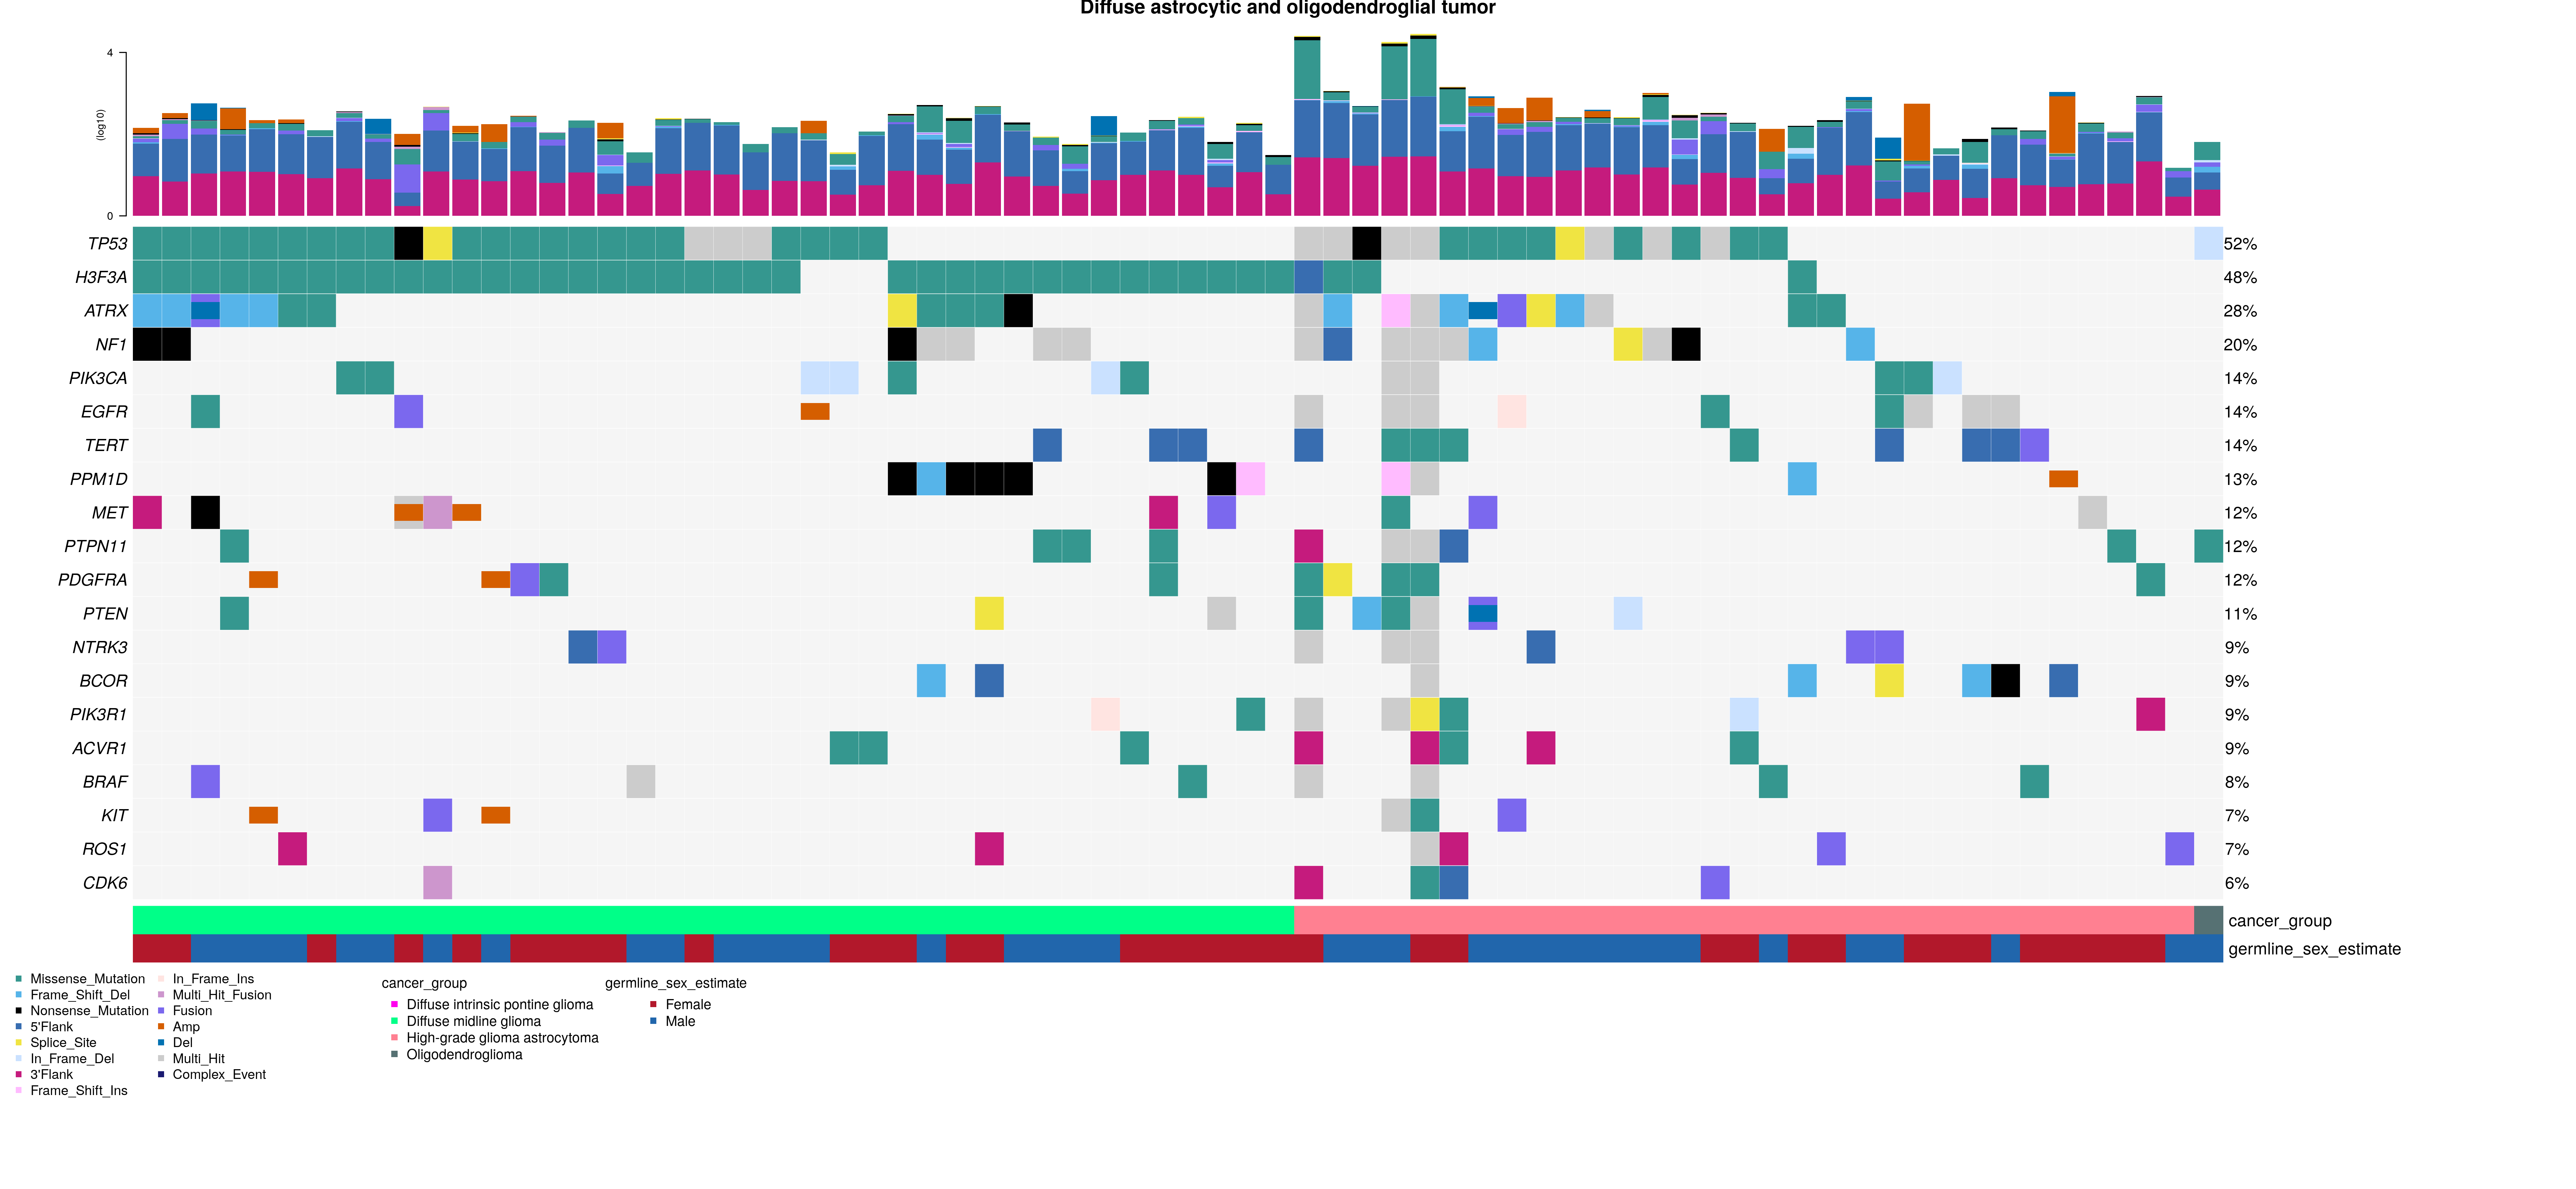 Diffuse astrocytic and oligodendroglial tumor
4
(log10)
0
TP53 52%
H3F3A 48%
ATRX 28%
NF1 20%
PIK3CA 14%
EGFR 14%
TERT 14%
PPM1D 13%
MET 12%
PTPN11 12%
PDGFRA 12%
PTEN 11%
NTRK3 9%
BCOR 9%
PIK3R1 9%
ACVR1 9%
BRAF 8%
KIT 7%
ROS1 7%
CDK6 6%
cancer_group
germline_sex_estimate
Missense_Mutation
Frame_Shift_Del
Nonsense_Mutation
5'Flank
Splice_Site
In_Frame_Del
3'Flank
Frame_Shift_Ins
In_Frame_Ins
Multi_Hit_Fusion
Fusion
Amp
Del
Multi_Hit
Complex_Event
cancer_group
Diffuse intrinsic pontine glioma
Diffuse midline glioma
High-grade glioma astrocytoma
Oligodendroglioma
germline_sex_estimate
Female
Male